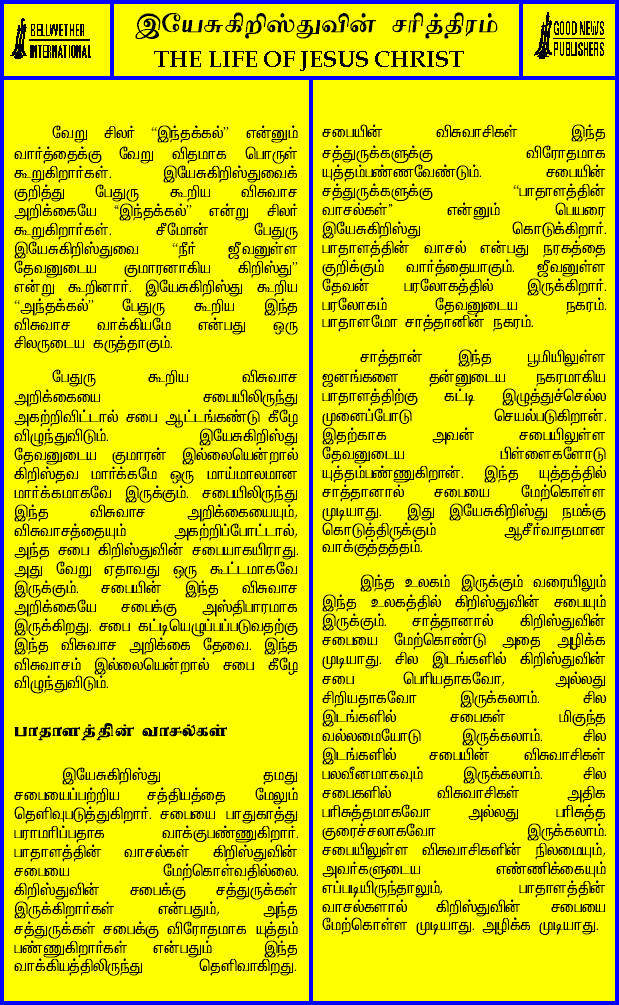 BELLWETHER
INTERNATIONAL
இயேசுகிறிஸ்துவின் சரித்திரம்
THE LIFE OF JESUS CHRIST
GOOD NEWS
PUBLISHERS
வேறு சிலர் “இந்தக்கல்” என்னும்
வார்த்தைக்கு வேறு விதமாக பொருள்
கூறுகிறார்கள். இயேசுகிறிஸ்துவைக்
குறித்து பேதுரு கூறிய விசுவாச
அறிக்கையே “இந்தக்கல்” என்று சிலர்
கூறுகிறார்கள். சீமோன் பேதுரு
இயேசுகிறிஸ்துவை “நீர் ஜீவனுள்ள
தேவனுடைய குமாரனாகிய கிறிஸ்து”
என்று கூறினார். இயேசுகிறிஸ்து கூறிய
“அந்தக்கல்” பேதுரு கூறிய இந்த
விசுவாச வாக்கியமே என்பது ஒரு
சிலருடைய கருத்தாகும்.
பேதுரு கூறிய விசுவாச
அறிக்கையை சபையிலிருந்து
அகற்றிவிட்டால் சபை ஆட்டங்கண்டு கீழே
விழுந்துவிடும். இயேசுகிறிஸ்து
தேவனுடைய குமாரன் இல்லையென்றால்
கிறிஸ்தவ மார்க்கமே ஒரு மாய்மாலமான
மார்க்கமாகவே இருக்கும். சபையிலிருந்து
இந்த விசுவாச அறிக்கையையும்,
விசுவாசத்தையும் அகற்றிப்போட்டால்,
அந்த சபை கிறிஸ்துவின் சபையாகயிராது.
அது வேறு ஏதாவது ஒரு கூட்டமாகவே
இருக்கும். சபையின் இந்த விசுவாச
அறிக்கையே சபைக்கு அஸ்திபாரமாக
இருக்கிறது. சபை கட்டியெழுப்பப்படுவதற்கு
இந்த விசுவாச அறிக்கை தேவை. இந்த
விசுவாசம் இல்லையென்றால் சபை கீழே
விழுந்துவிடும்.
பாதாளத்தின் வாசல்கள்
இயேசுகிறிஸ்து தமது
சபையைப்பற்றிய சத்தியத்தை மேலும்
தெளிவுபடுத்துகிறார். சபையை பாதுகாத்து
பராமரிப்பதாக வாக்குபண்ணுகிறார்.
பாதாளத்தின் வாசல்கள் கிறிஸ்துவின்
சபையை மேற்கொள்வதில்லை.
கிறிஸ்துவின் சபைக்கு சத்துருக்கள்
இருக்கிறார்கள் என்பதும், அந்த
சத்துருக்கள் சபைக்கு விரோதமாக யுத்தம்
பண்ணுகிறார்கள் என்பதும் இந்த
வாக்கியத்திலிருந்து தெளிவாகிறது.
சபையின் விசுவாசிகள் இந்த
சத்துருக்களுக்கு விரோதமாக
யுத்தம்பண்ணவேண்டும். சபையின்
சத்துருக்களுக்கு “பாதாளத்தின்
வாசல்கள்” என்னும் பெயரை
இயேசுகிறிஸ்து கொடுக்கிறார்.
பாதாளத்தின் வாசல் என்பது நரகத்தை
குறிக்கும் வார்த்தையாகும். ஜீவனுள்ள
தேவன் பரலோகத்தில் இருக்கிறார்.
பரலோகம் தேவனுடைய நகரம்.
பாதாளமோ சாத்தானின் நகரம்.
சாத்தான் இந்த பூமியிலுள்ள
ஜனங்களை தன்னுடைய நகரமாகிய
பாதாளத்திற்கு கட்டி இழுத்துச்செல்ல
முனைப்போடு செயல்படுகிறான்.
இதற்காக அவன் சபையிலுள்ள
தேவனுடைய பிள்ளைகளோடு
யுத்தம்பண்ணுகிறான். இந்த யுத்தத்தில்
சாத்தானால் சபையை மேற்கொள்ள
முடியாது. இது இயேசுகிறிஸ்து நமக்கு
கொடுத்திருக்கும் ஆசீர்வாதமான
வாக்குத்தத்தம்.
இந்த உலகம் இருக்கும் வரையிலும்
இந்த உலகத்தில் கிறிஸ்துவின் சபையும்
இருக்கும். சாத்தானால் கிறிஸ்துவின்
சபையை மேற்கொண்டு அதை அழிக்க
முடியாது. சில இடங்களில் கிறிஸ்துவின்
சபை பெரியதாகவோ, அல்லது
சிறியதாகவோ இருக்கலாம். சில
இடங்களில் சபைகள் மிகுந்த
வல்லமையோடு இருக்கலாம். சில
இடங்களில் சபையின் விசுவாசிகள்
பலவீனமாகவும் இருக்கலாம். சில
சபைகளில் விசுவாசிகள் அதிக
பரிசுத்தமாகவோ அல்லது பரிசுத்த
குரைச்சலாகவோ இருக்கலாம்.
சபையிலுள்ள விசுவாசிகளின் நிலமையும்,
அவர்களுடைய எண்ணிக்கையும்
எப்படியிருந்தாலும், பாதாளத்தின்
வாசல்களால் கிறிஸ்துவின் சபையை
மேற்கொள்ள முடியாது. அழிக்க முடியாது.